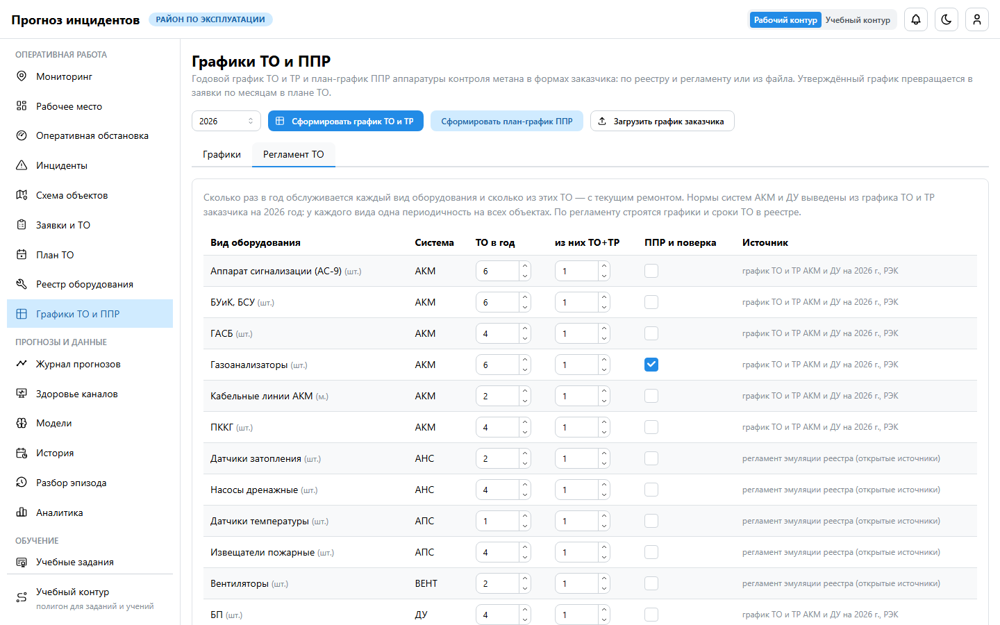 Прогноз инцидентов
РАЙОН ПО ЭКСПЛУАТАЦИИ
Рабочий контур
Учебный контур
ОПЕРАТИВНАЯ РАБОТА
Мониторинг
Рабочее место
Оперативная обстановка
Инциденты
Схема объектов
Заявки и ТО
План ТО
Реестр оборудования
Графики ТО и ППР
ПРОГНОЗЫ И ДАННЫЕ
Журнал прогнозов
Здоровье каналов
Модели
История
Разбор эпизода
Аналитика
ОБУЧЕНИЕ
Учебные задания
Учебный контур
полигон для заданий и учений
Графики ТО и ППР
Годовой график ТО и ТР и план-график ППР аппаратуры контроля метана в формах заказчика: по реестру и регламенту или из файла. Утверждённый график превращается в
заявки по месяцам в плане ТО.
2026
Сформировать график ТО и ТР
Сформировать план-график ППР
Загрузить график заказчика
Графики
Регламент ТО
Сколько раз в год обслуживается каждый вид оборудования и сколько из этих ТО — с текущим ремонтом. Нормы систем АКМ и ДУ выведены из графика ТО и ТР
заказчика на 2026 год: у каждого вида одна периодичность на всех объектах. По регламенту строятся графики и сроки ТО в реестре.
Вид оборудования Система ТО в год из них ТО+ТР ППР и поверка Источник
Аппарат сигнализации (АС-9) (шт.) АКМ 6 1 график ТО и ТР АКМ и ДУ на 2026 г., РЭК
БУиК, БСУ (шт.) АКМ 6 1 график ТО и ТР АКМ и ДУ на 2026 г., РЭК
ГАСБ (шт.) АКМ 4 1 график ТО и ТР АКМ и ДУ на 2026 г., РЭК
Газоанализаторы (шт.) АКМ 6 1 график ТО и ТР АКМ и ДУ на 2026 г., РЭК
Кабельные линии АКМ (м.) АКМ 2 1 график ТО и ТР АКМ и ДУ на 2026 г., РЭК
ПККГ (шт.) АКМ 4 1 график ТО и ТР АКМ и ДУ на 2026 г., РЭК
Датчики затопления (шт.) АНС 2 1 регламент эмуляции реестра (открытые источники)
Насосы дренажные (шт.) АНС 4 1 регламент эмуляции реестра (открытые источники)
Датчики температуры (шт.) АПС 1 1 регламент эмуляции реестра (открытые источники)
Извещатели пожарные (шт.) АПС 4 1 регламент эмуляции реестра (открытые источники)
Вентиляторы (шт.) ВЕНТ 2 1 регламент эмуляции реестра (открытые источники)
БП (шт.) ДУ 4 1 график ТО и ТР АКМ и ДУ на 2026 г., РЭК